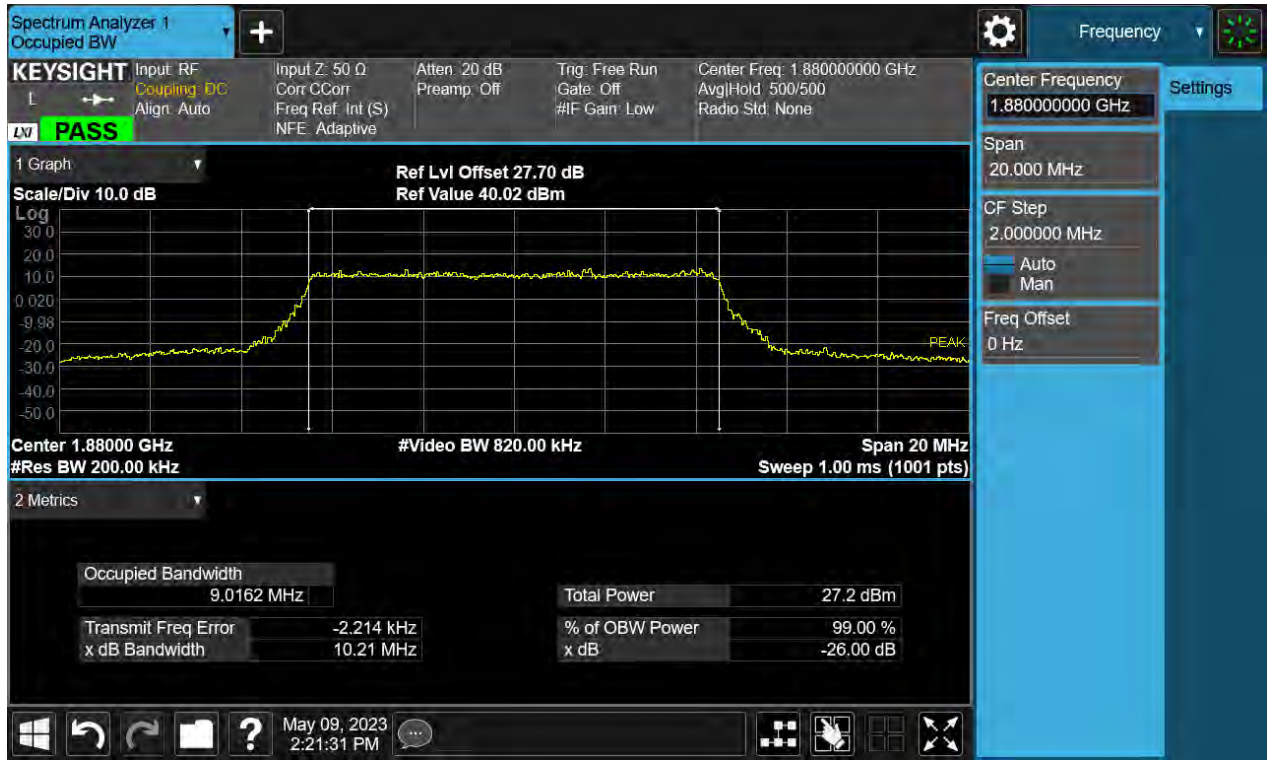 Spectrum Analyzer 1
Occupied BW
+
Frequency
KEYSIGHT
L
LXI
PASS
Input: RF
Coupling: DC
Align: Auto
Input Z: 50 Ω
Corr CCorr
Freq Ref: Int (S)
NFE: Adaptive
Atten: 20 dB
Preamp: Off
Trig: Free Run
Gate: Off
#IF Gain: Low
Center Freq: 1.880000000 GHz
Avg|Hold: 500/500
Radio Std: None
Center Frequency
1.880000000 GHz
Settings
Span
20.000 MHz
CF Step
2.000000 MHz
Auto
Man
Freq Offset
0 Hz
1 Graph
Ref Lvl Offset 27.70 dB
Scale/Div 10.0 dB
Ref Value 40.02 dBm
Log
30.0
20.0
10.0
0.020
-9.98
-20.0
-30.0
-40.0
-50.0
PEAK
Center 1.88000 GHz
#Video BW 820.00 kHz
Span 20 MHz
#Res BW 200.00 kHz
Sweep 1.00 ms (1001 pts)
2 Metrics
Occupied Bandwidth
9.0162 MHz
Total Power 27.2 dBm
Transmit Freq Error -2.214 kHz
% of OBW Power 99.00 %
x dB Bandwidth 10.21 MHz
x dB -26.00 dB
?
May 09, 2023
2:21:31 PM